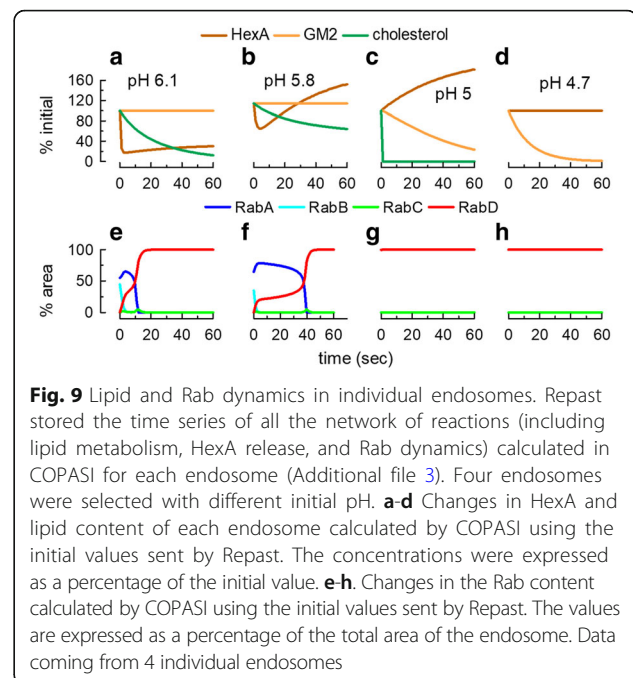 HexA GM2 cholesterol
a b c d
pH 6.1 pH 5.8 pH 5 pH 4.7
% initial
160
120
80
40
0
0 20 40 60 0 20 40 60 0 20 40 60 0 20 40 60
RabA RabB RabC RabD
e f g h
% area
100
50
0
0 20 40 60 0 20 40 60 0 20 40 60 0 20 40 60
time (sec)
Fig. 9 Lipid and Rab dynamics in individual endosomes. Repast
stored the time series of all the network of reactions (including
lipid metabolism, HexA release, and Rab dynamics) calculated in
COPASI for each endosome (Additional file 3). Four endosomes
were selected with different initial pH. a-d Changes in HexA and
lipid content of each endosome calculated by COPASI using the
initial values sent by Repast. The concentrations were expressed
as a percentage of the initial value. e-h. Changes in the Rab content
calculated by COPASI using the initial values sent by Repast. The values
are expressed as a percentage of the total area of the endosome. Data
coming from 4 individual endosomes